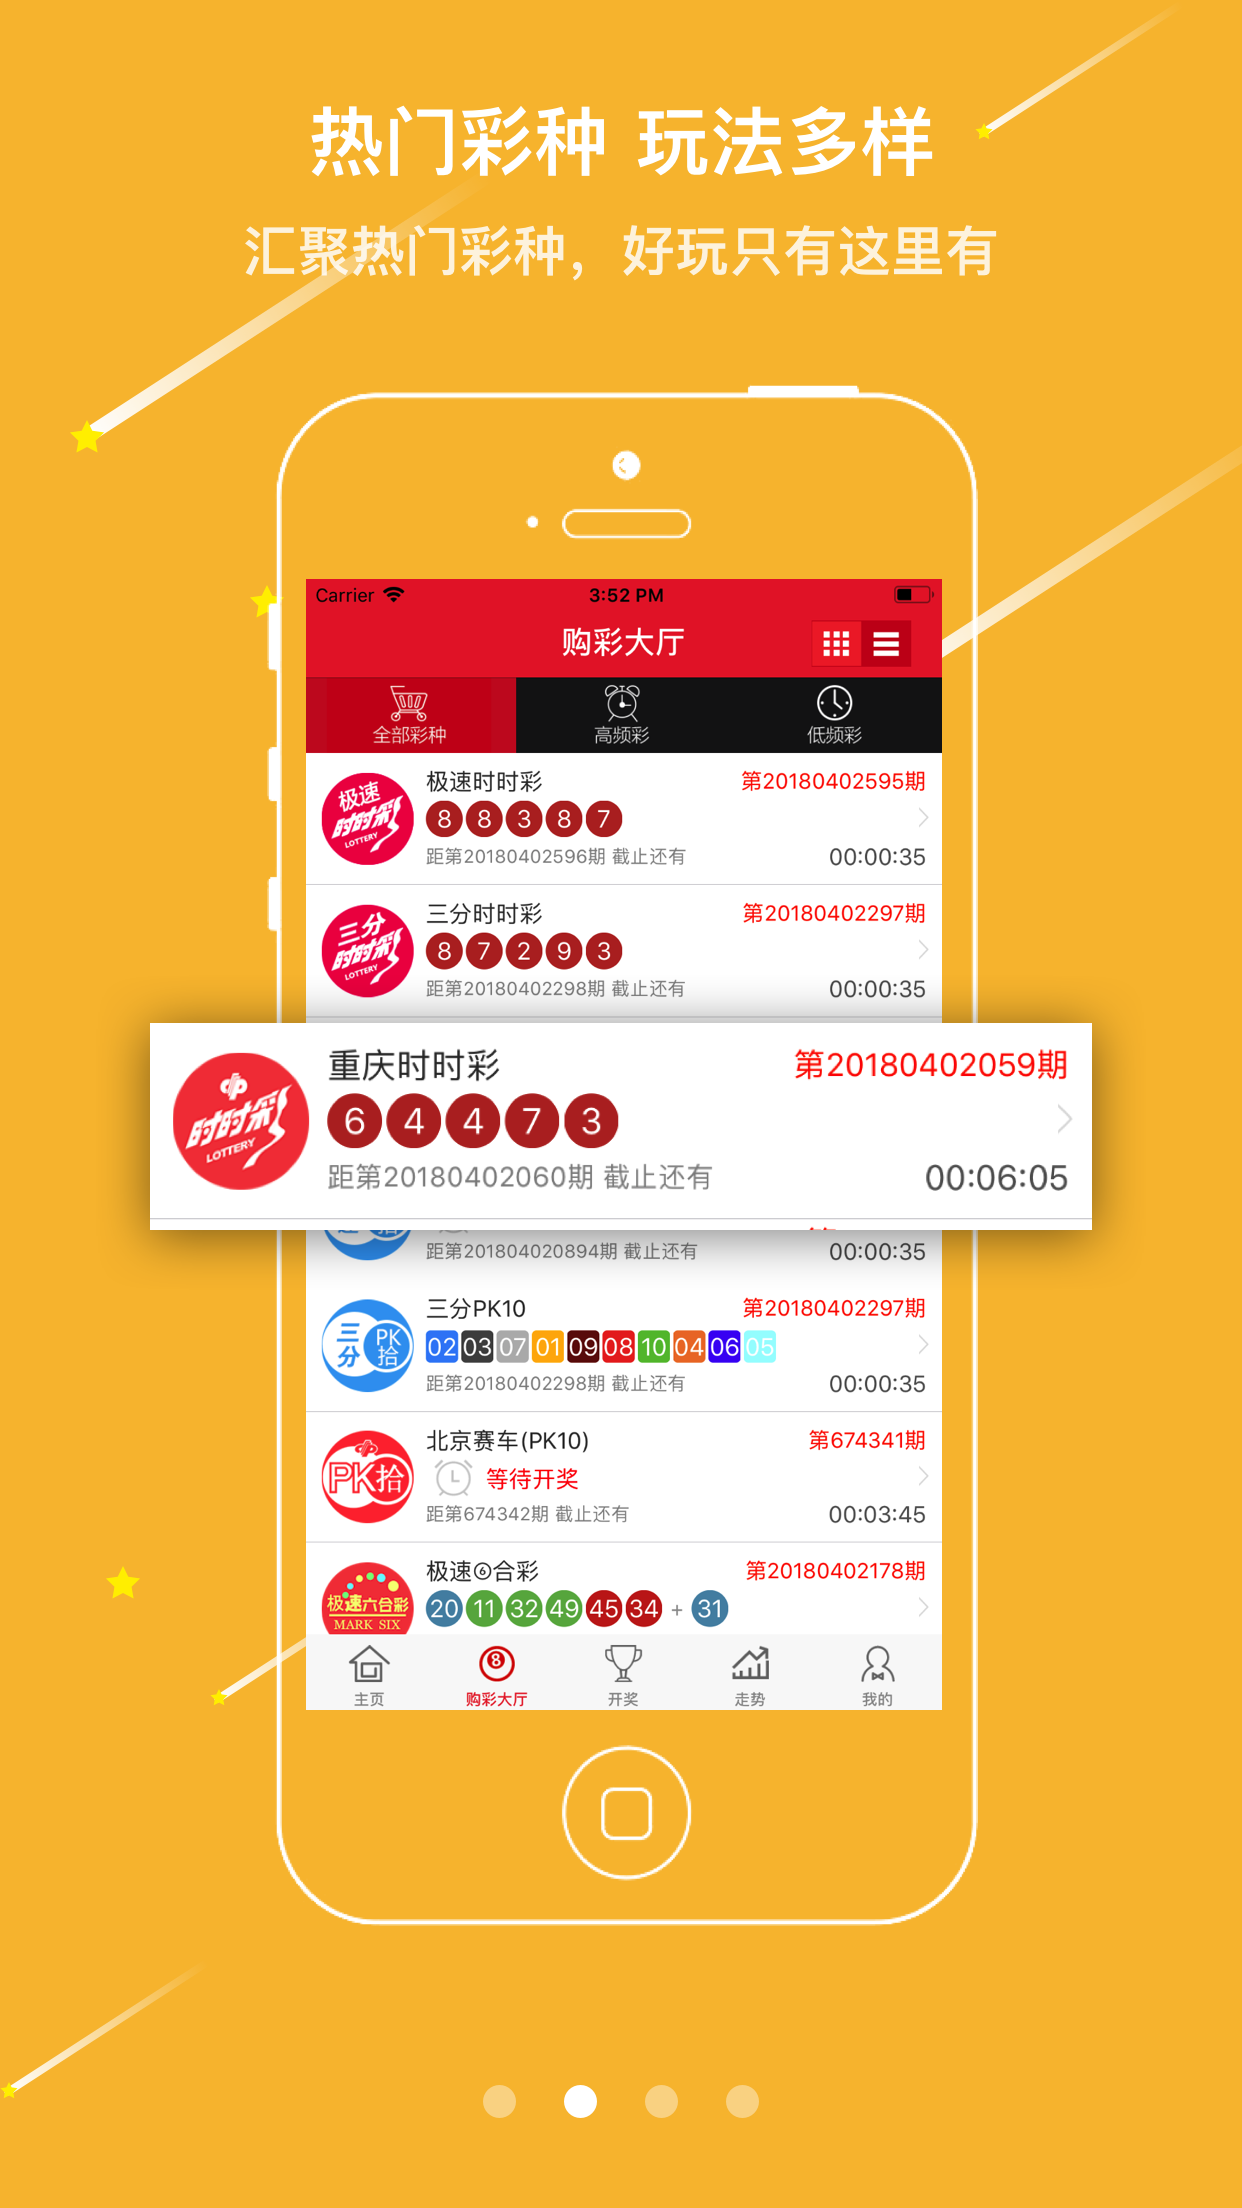 热门彩种 玩法多样
汇聚热门彩种，好玩只有这里有
Carrier 3:52 PM
购彩大厅
全部彩种 高频彩 低频彩
极速时时彩 第20180402595期
极速
时时彩
LOTTERY
8 8 3 8 7
距第20180402596期 截止还有 00:00:35
三分时时彩 第20180402297期
三分
时时彩
LOTTERY
8 7 2 9 3
距第20180402298期 截止还有 00:00:35
重庆时时彩 第20180402059期
时时彩
LOTTERY
6 4 4 7 3
距第20180402060期 截止还有 00:06:05
距第201804020894期 截止还有 00:00:35
三分PK10 第20180402297期
三分 PK拾
02 03 07 01 09 08 10 04 06 05
距第20180402298期 截止还有 00:00:35
北京赛车(PK10) 第674341期
PK拾
等待开奖
距第674342期 截止还有 00:03:45
极速⑥合彩 第20180402178期
极速六合彩
MARK SIX
20 11 32 49 45 34 + 31
8
主页 购彩大厅 开奖 走势 我的